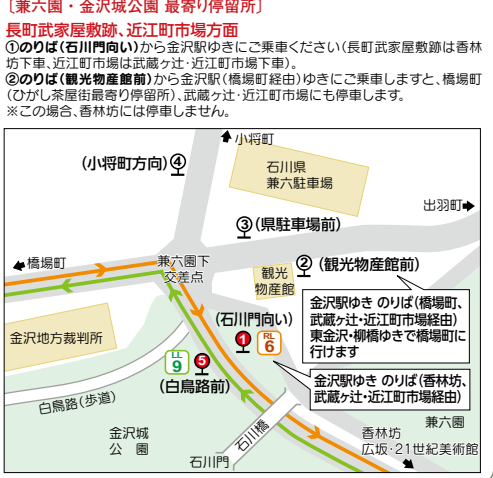 ［兼六園・金沢城公園 最寄り停留所］
長町武家屋敷跡、近江町市場方面
①のりば(石川門向い)から金沢駅ゆきにご乗車ください(長町武家屋敷跡は香林
坊下車、近江町市場は武蔵ヶ辻・近江町市場下車)。
②のりば(観光物産館前)から金沢駅(橋場町経由)ゆきにご乗車しますと、橋場町
(ひがし茶屋街最寄り停留所)、武蔵ヶ辻・近江町市場にも停車します。
※この場合、香林坊には停車しません。
小将町
(小将町方向)④
石川県
兼六駐車場
出羽町
③(県駐車場前)
橋場町
兼六園下
交差点
観光
物産館
②(観光物産館前)
金沢駅ゆき のりば(橋場町、
武蔵ヶ辻・近江町市場経由)
東金沢・柳橋ゆきで橋場町に
行けます
(石川門向い)
1
RL
6
金沢地方裁判所
LL
9
5
(白鳥路前)
金沢駅ゆき のりば(香林坊、
武蔵ヶ辻・近江町市場経由)
白鳥路(歩道)
兼六園
金沢城
公 園
石川橋
石川門
香林坊
広坂・21世紀美術館